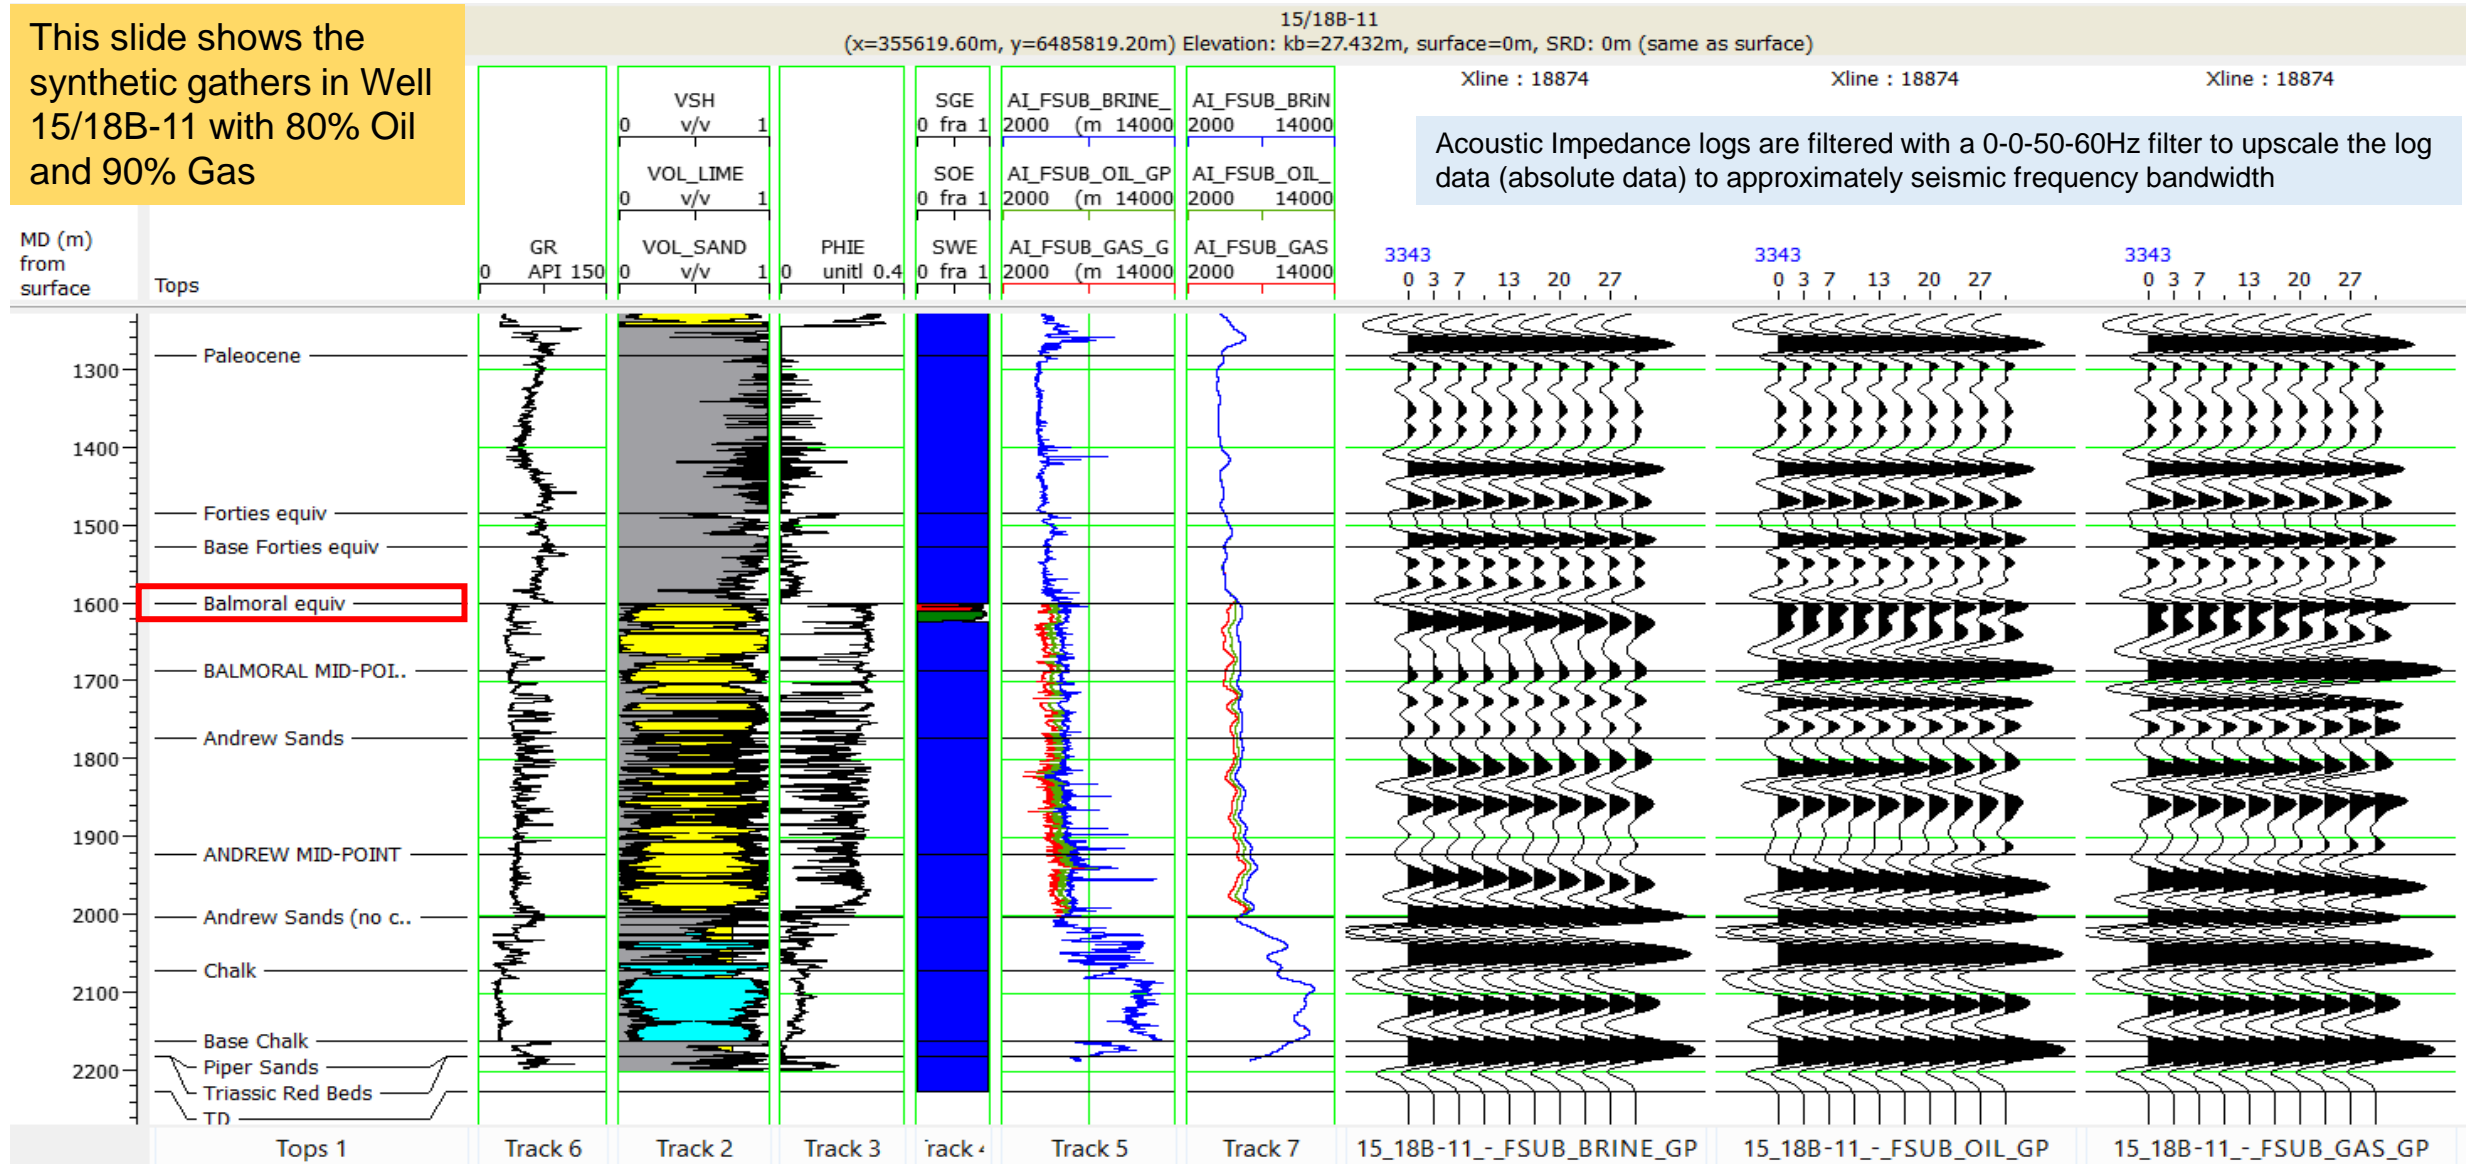 This slide shows the
synthetic gathers in Well
15/18B-11 with 80% Oil
and 90% Gas
15/18B-11
(x=355619.60m, y=6485819.20m) Elevation: kb=27.432m, surface=0m, SRD: 0m (same as surface)
Acoustic Impedance logs are filtered with a 0-0-50-60Hz filter to upscale the log
data (absolute data) to approximately seismic frequency bandwidth
MD (m)
from
surface
Tops
GR
0 API 150
VSH
0 v/v 1
VOL_LIME
0 v/v 1
VOL_SAND
0 v/v 1
PHIE
0 unitl 0.4
SGE
0 fra 1
SOE
0 fra 1
SWE
0 fra 1
AI_FSUB_BRINE_
2000 (m 14000
AI_FSUB_OIL_GP
2000 (m 14000
AI_FSUB_GAS_G
2000 (m 14000
AI_FSUB_BRiN
2000 14000
AI_FSUB_OIL_
2000 14000
AI_FSUB_GAS
2000 14000
Xline : 18874
3343
0 3 7 13 20 27
Xline : 18874
3343
0 3 7 13 20 27
Xline : 18874
3343
0 3 7 13 20 27
1300
1400
1500
1600
1700
1800
1900
2000
2100
2200
Paleocene
Forties equiv
Base Forties equiv
Balmoral equiv
BALMORAL MID-POI..
Andrew Sands
ANDREW MID-POINT
Andrew Sands (no c..
Chalk
Base Chalk
Piper Sands
Triassic Red Beds
TD
Tops 1
Track 6
Track 2
Track 3
Track 5
Track 7
15_18B-11_-_FSUB_BRINE_GP
15_18B-11_-_FSUB_OIL_GP
15_18B-11_-_FSUB_GAS_GP